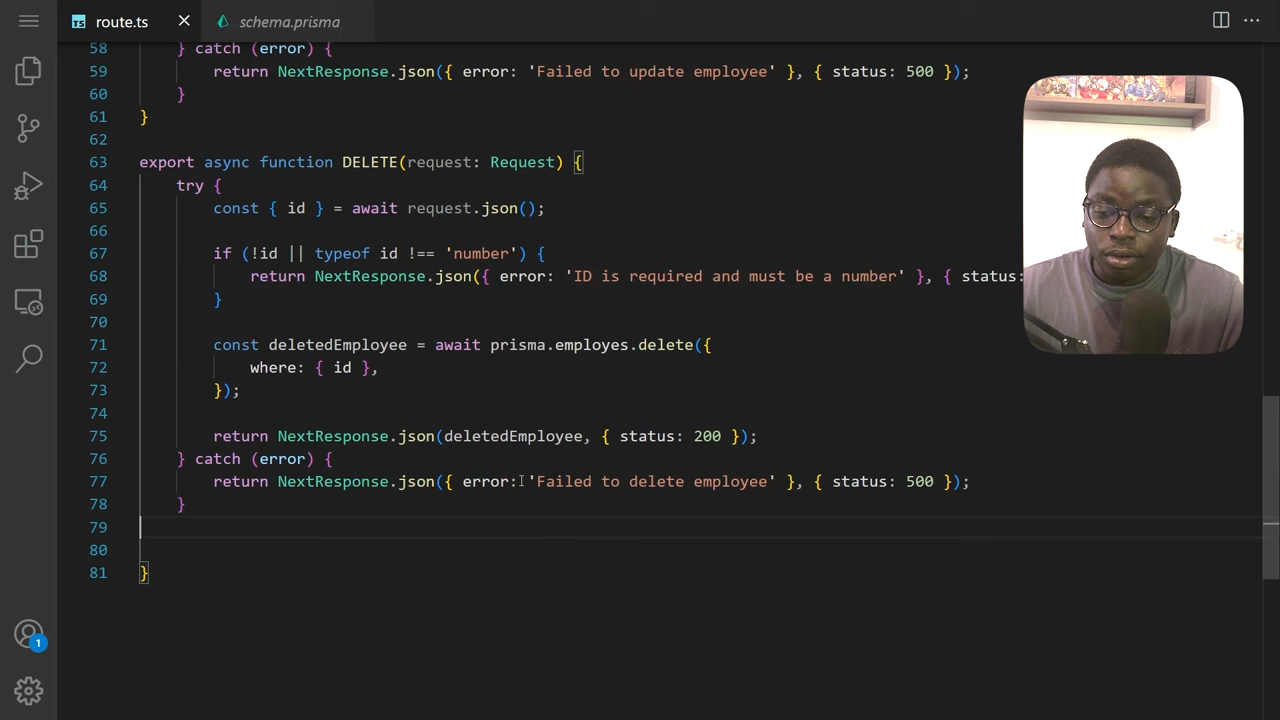 TS route.ts
schema.prisma
58 } catch (error) {
59 return NextResponse.json({ error: 'Failed to update employee' }, { status: 500 });
60 }
61 }
62
63 export async function DELETE(request: Request) {
64 try {
65 const { id } = await request.json();
66
67 if (!id || typeof id !== 'number') {
68 return NextResponse.json({ error: 'ID is required and must be a number' }, { status:
69 }
70
71 const deletedEmployee = await prisma.employes.delete({
72 where: { id },
73 });
74
75 return NextResponse.json(deletedEmployee, { status: 200 });
76 } catch (error) {
77 return NextResponse.json({ error: 'Failed to delete employee' }, { status: 500 });
78 }
79
80
81 }
1